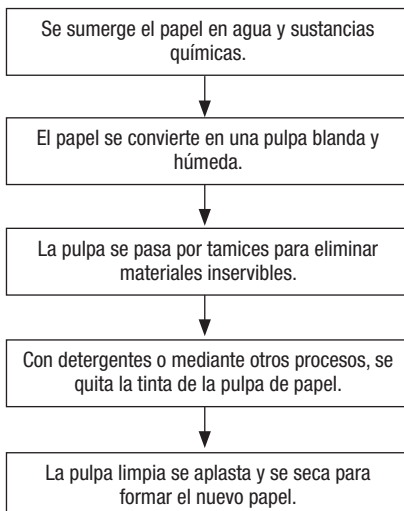 Se sumerge el papel en agua y sustancias
químicas.
El papel se convierte en una pulpa blanda y
húmeda.
La pulpa se pasa por tamices para eliminar
materiales inservibles.
Con detergentes o mediante otros procesos, se
quita la tinta de la pulpa de papel.
La pulpa limpia se aplasta y se seca para
formar el nuevo papel.